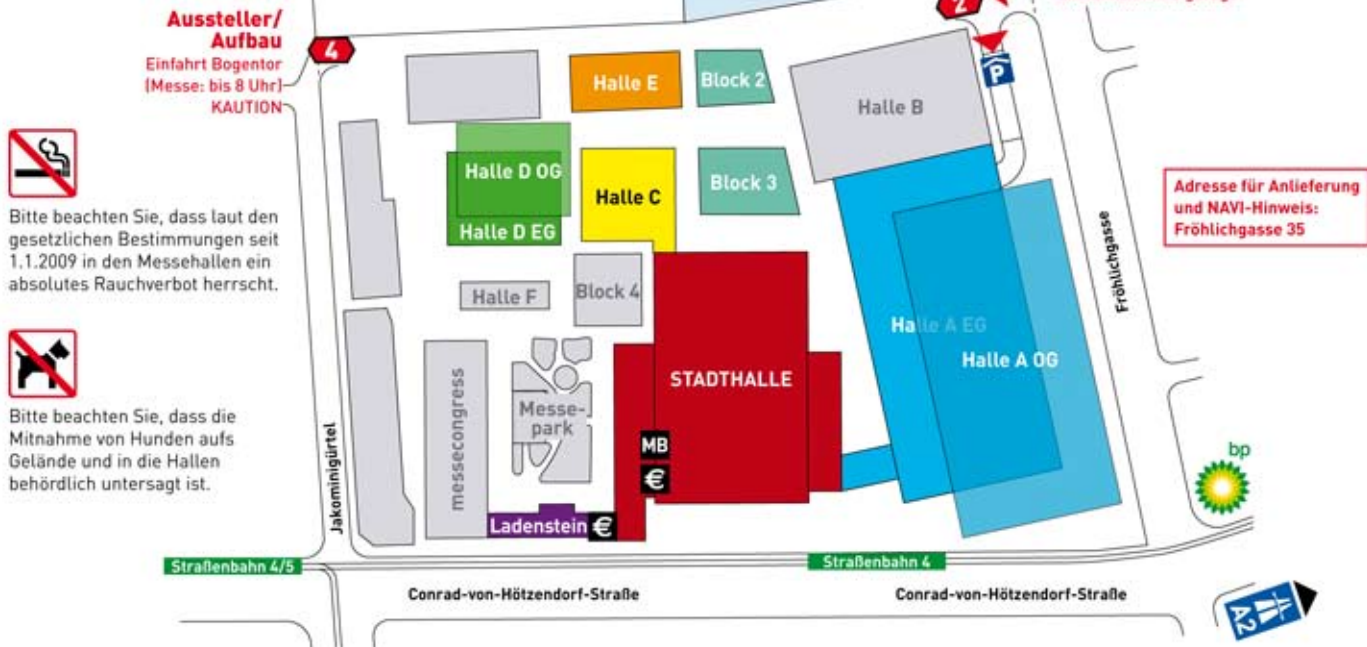 Aussteller/
Aufbau
Einfahrt Bogentor
(Messe: bis 8 Uhr)
KAUTION
4
2
P
Halle E
Block 2
Halle B
Halle D OG
Halle C
Block 3
Halle D EG
Adresse für Anlieferung
und NAVI-Hinweis:
Fröhlichgasse 35
Bitte beachten Sie, dass laut den
gesetzlichen Bestimmungen seit
1.1.2009 in den Messehallen ein
absolutes Rauchverbot herrscht.
Fröhlichgasse
Halle F
Block 4
Halle A EG
Halle A OG
STADTHALLE
messecongress
Messe-
park
MB
€
Bitte beachten Sie, dass die
Mitnahme von Hunden aufs
Gelände und in die Hallen
behördlich untersagt ist.
Jakominigürtel
bp
Ladenstein €
Straßenbahn 4/5
Straßenbahn 4
Conrad-von-Hötzendorf-Straße
Conrad-von-Hötzendorf-Straße
A2